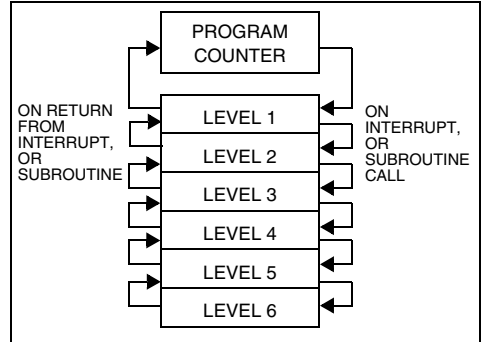 PROGRAM
COUNTER
ON RETURN
FROM
INTERRUPT,
OR
SUBROUTINE
ON
INTERRUPT,
OR
SUBROUTINE
CALL
LEVEL 1
LEVEL 2
LEVEL 3
LEVEL 4
LEVEL 5
LEVEL 6